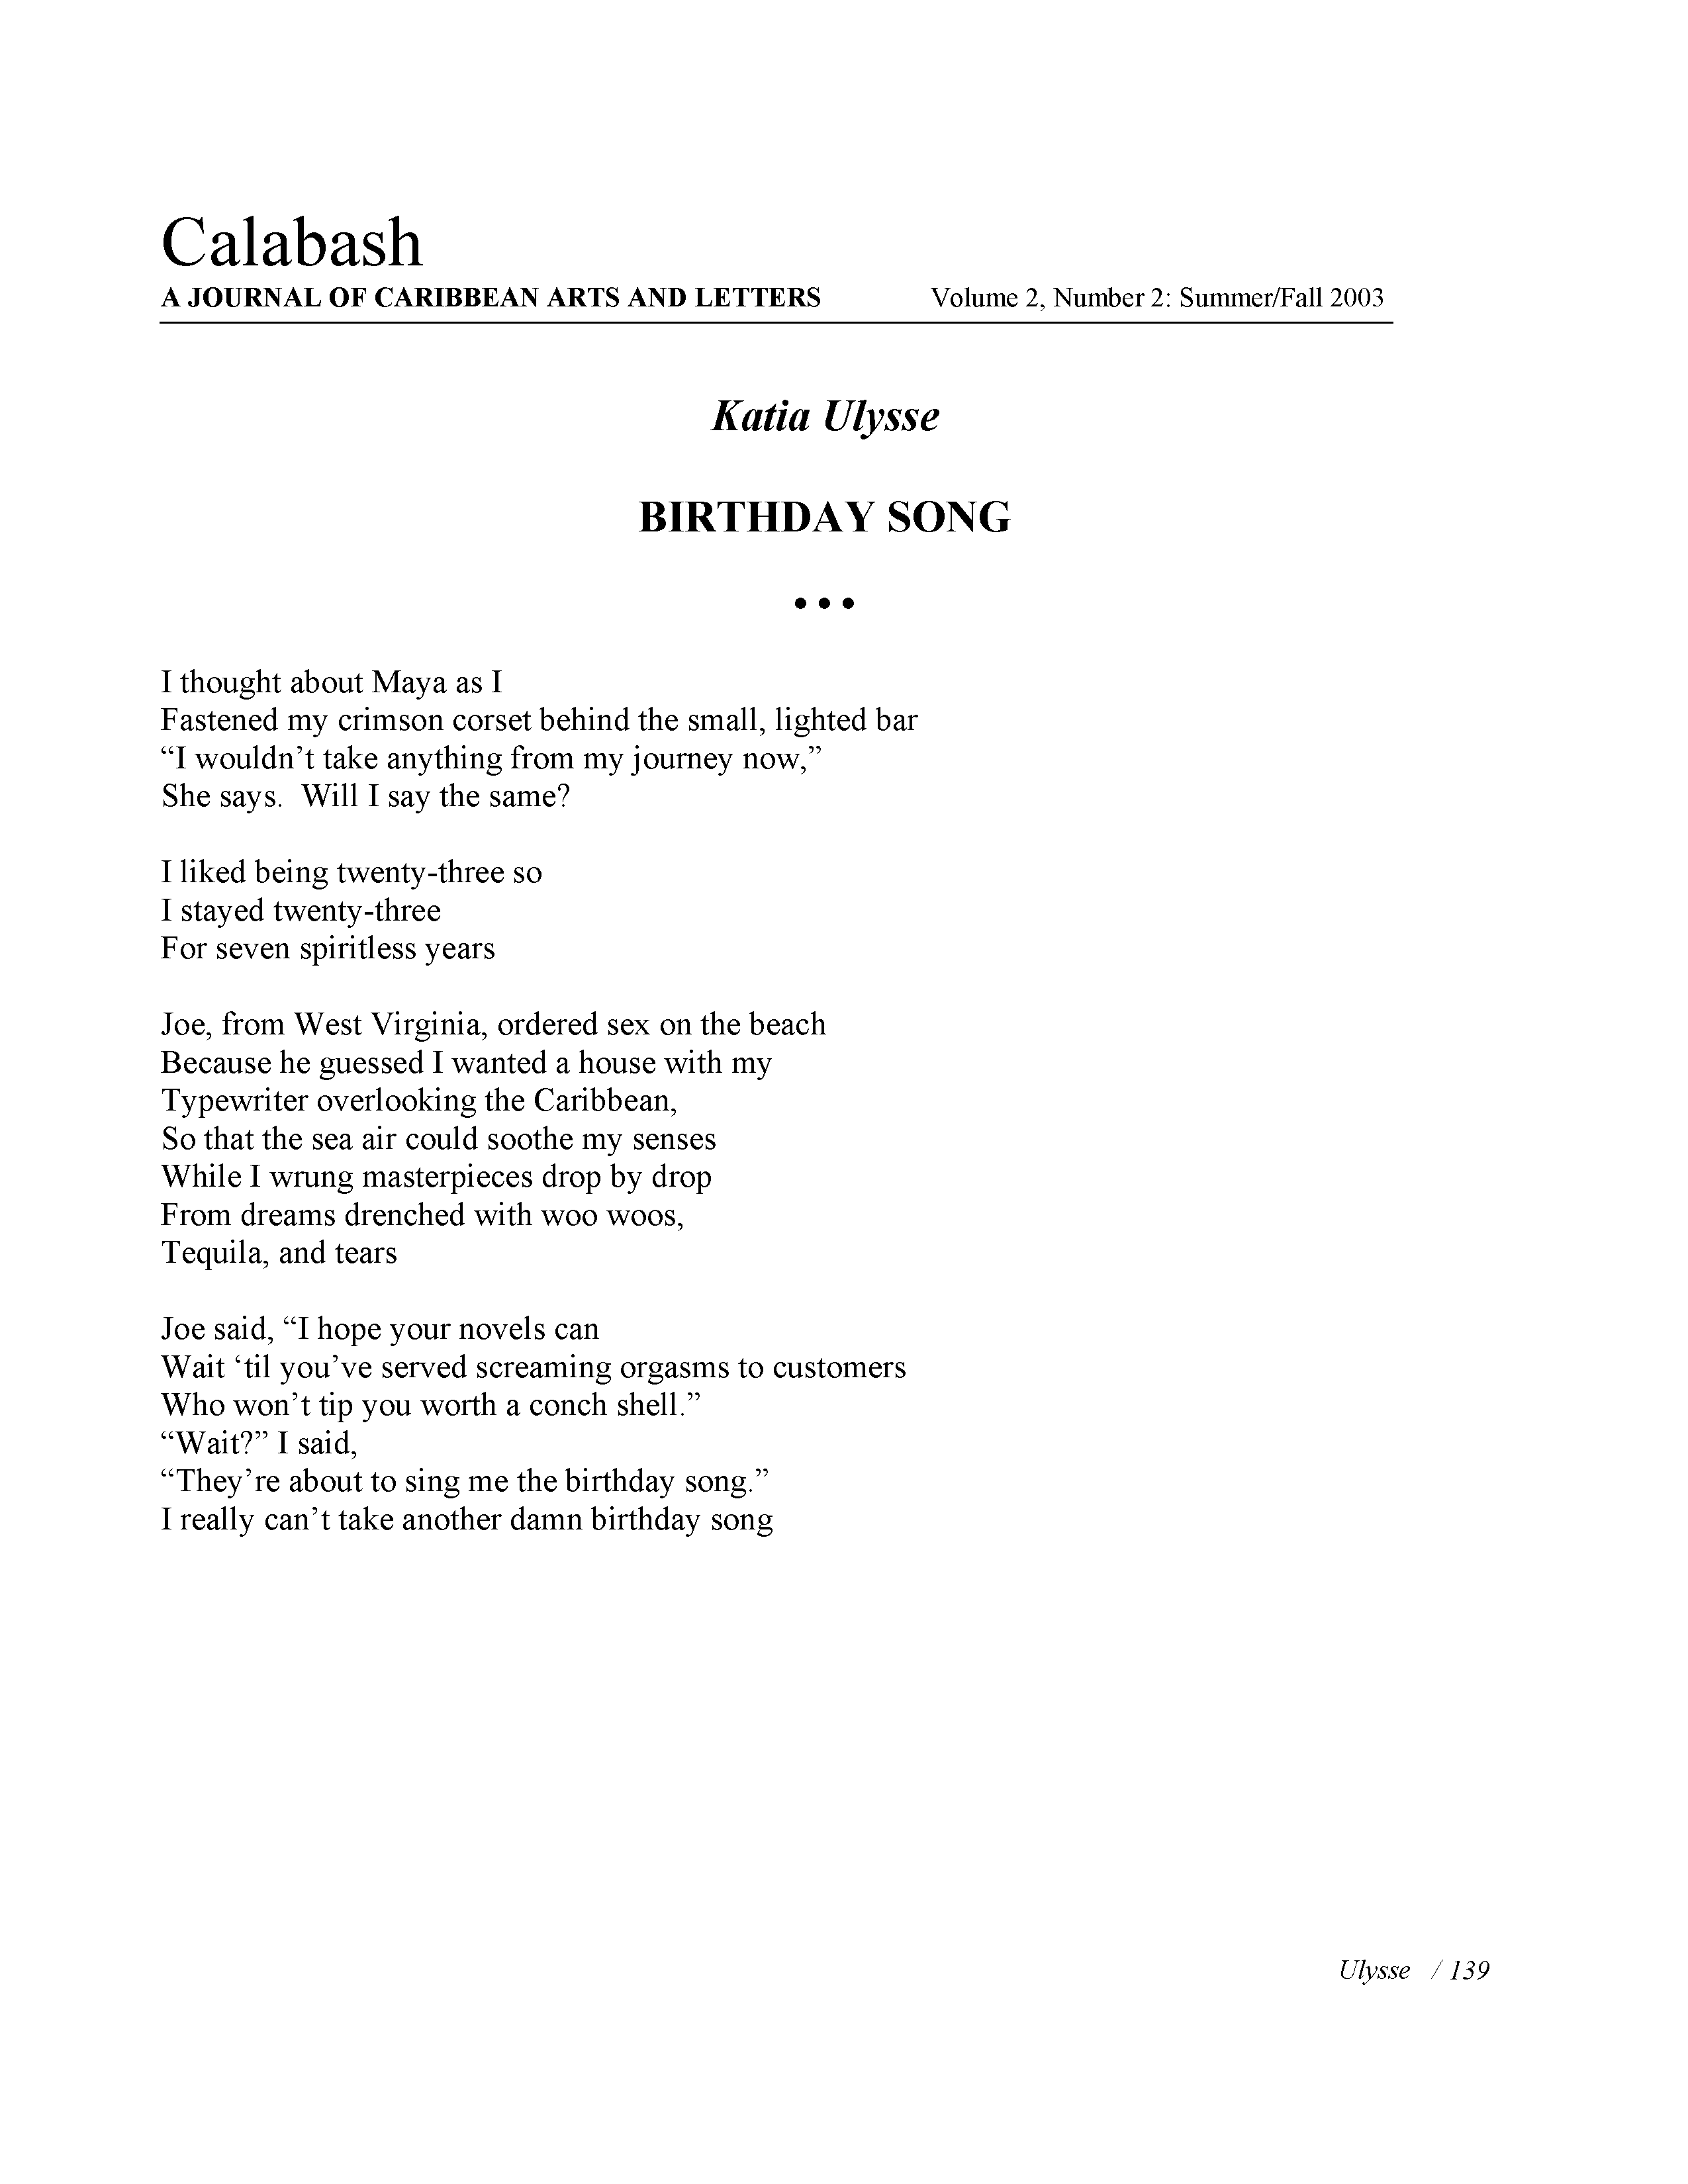 Calabash
A JOURNAL OF CARIBBEAN ARTS AND LETTERS Volume 2, Number 2: Summer/Fall 2003
Katia Ulysse
BIRTHDAY SONG
• • •
I thought about Maya as I
Fastened my crimson corset behind the small, lighted bar
“I wouldn’t take anything from my journey now,”
She says.  Will I say the same?
I liked being twenty-three so
I stayed twenty-three
For seven spiritless years
Joe, from West Virginia, ordered sex on the beach
Because he guessed I wanted a house with my
Typewriter overlooking the Caribbean,
So that the sea air could soothe my senses
While I wrung masterpieces drop by drop
From dreams drenched with woo woos,
Tequila, and tears
Joe said, “I hope your novels can
Wait ‘til you’ve served screaming orgasms to customers
Who won’t tip you worth a conch shell.”
“Wait?” I said,
“They’re about to sing me the birthday song.”
I really can’t take another damn birthday song
Ulysse / 139